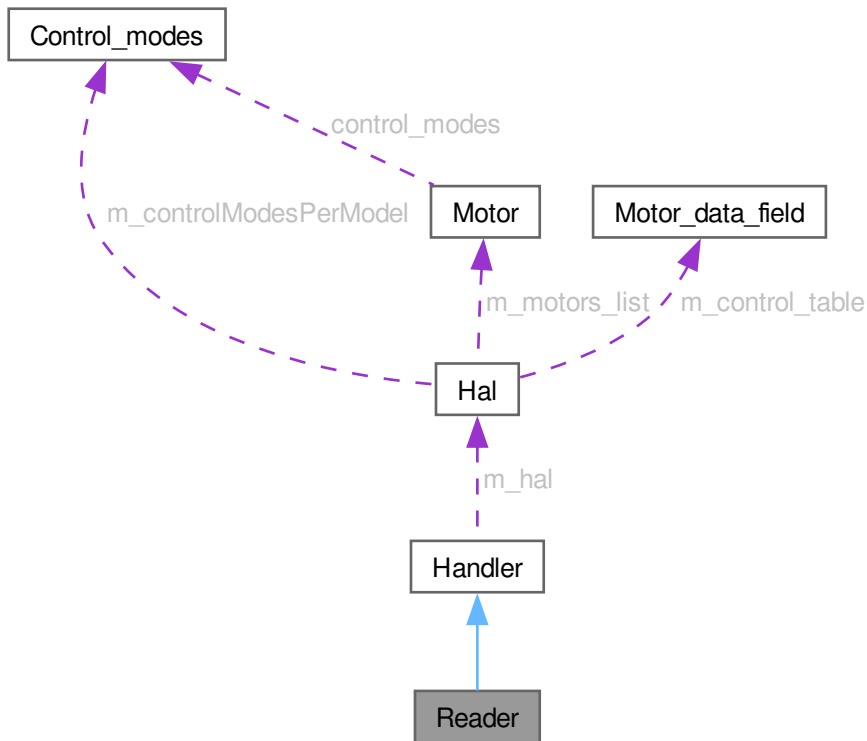 Control_modes
control_modes
m_controlModesPerModel
Motor
Motor_data_field
m_motors_list
m_control_table
Hal
m_hal
Handler
Reader